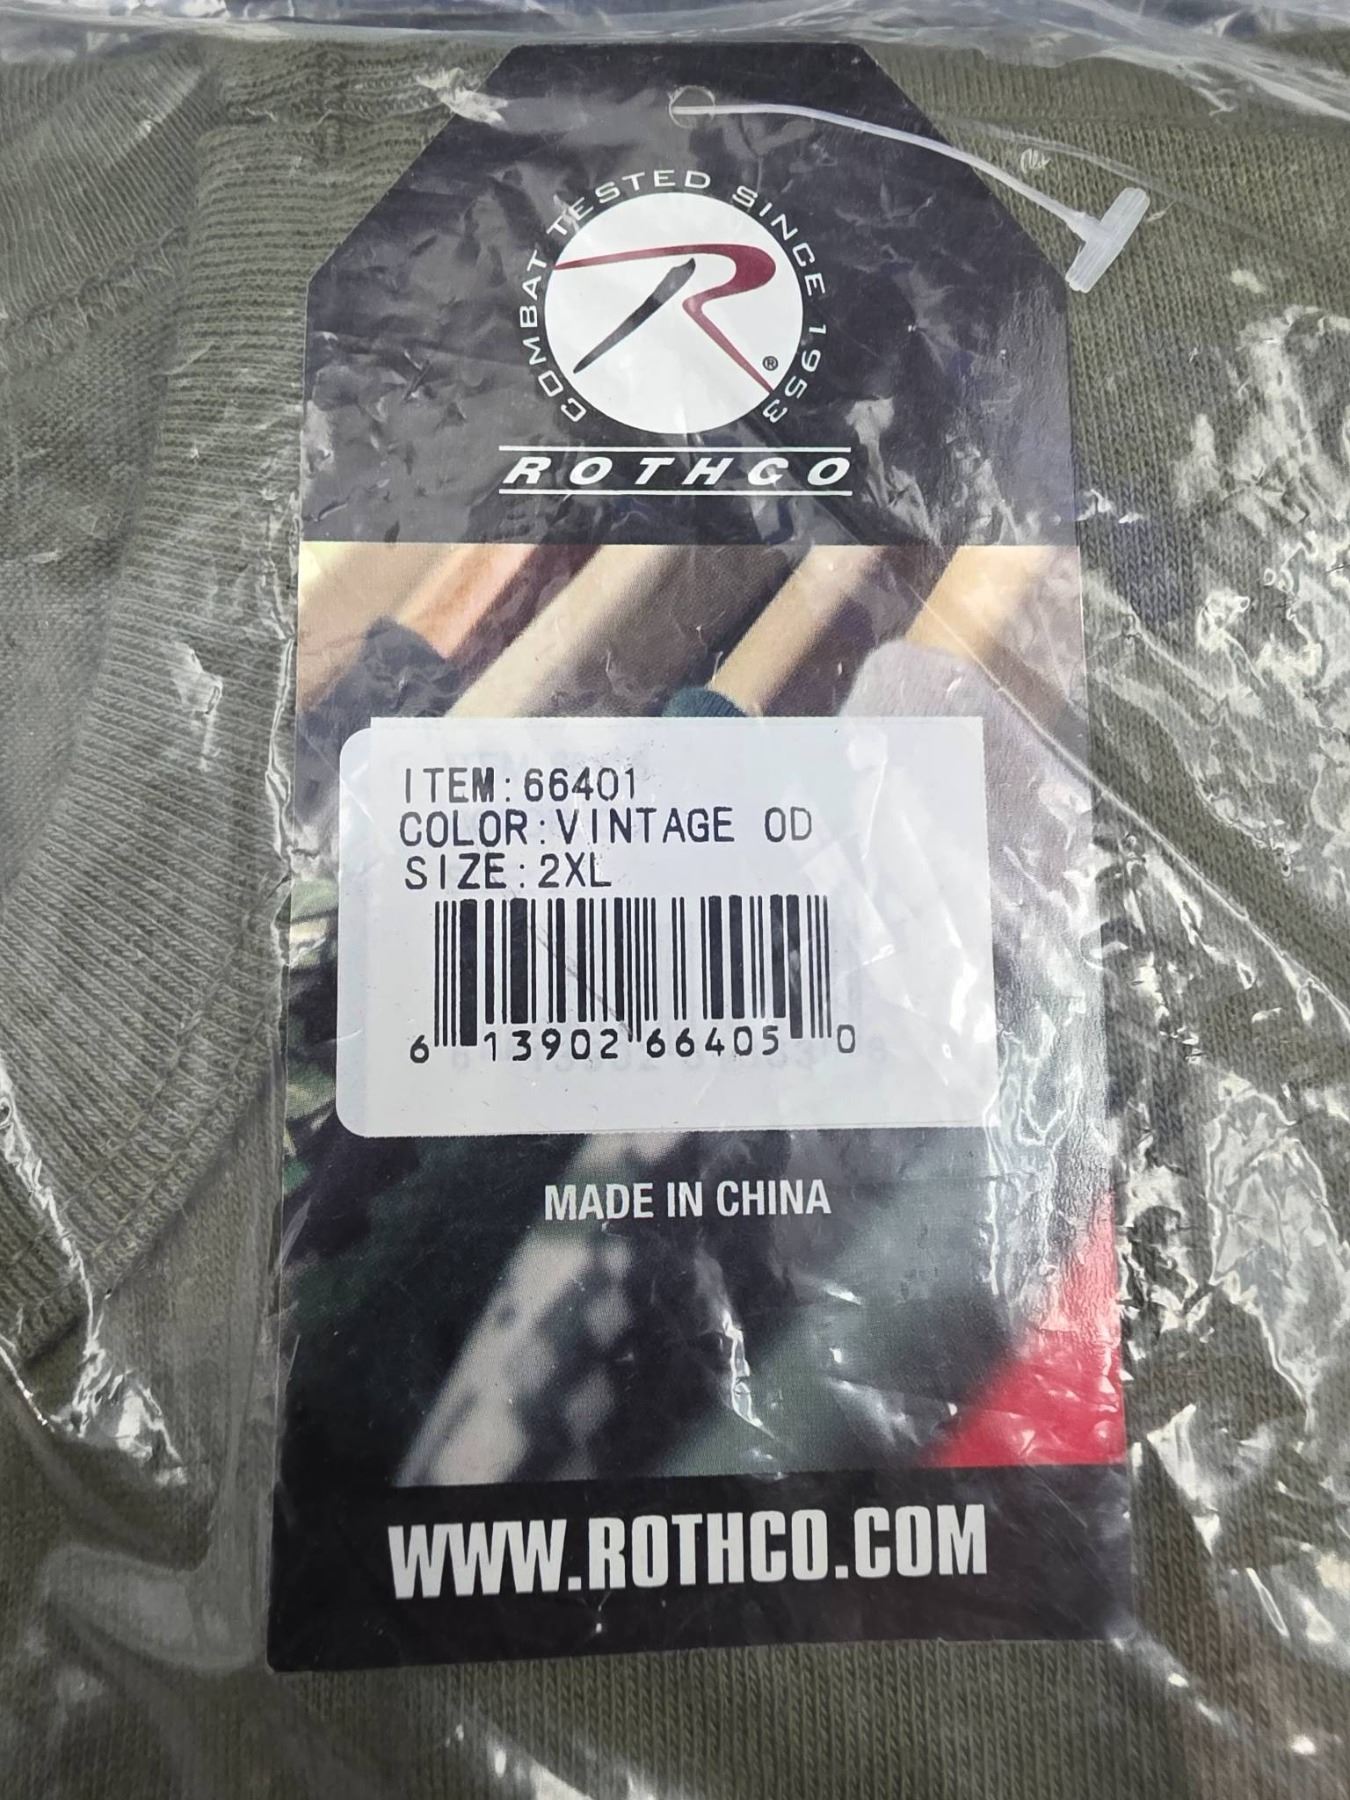 COMBAT TESTED SINCE 1953
R
®
ROTHCO
ITEM:66401
COLOR:VINTAGE OD
SIZE:2XL
6 13902 66405 0
MADE IN CHINA
WWW.ROTHCO.COM